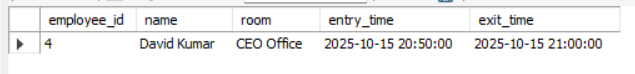 employee_id name room entry_time exit_time
4 David Kumar CEO Office 2025-10-15 20:50:00 2025-10-15 21:00:00